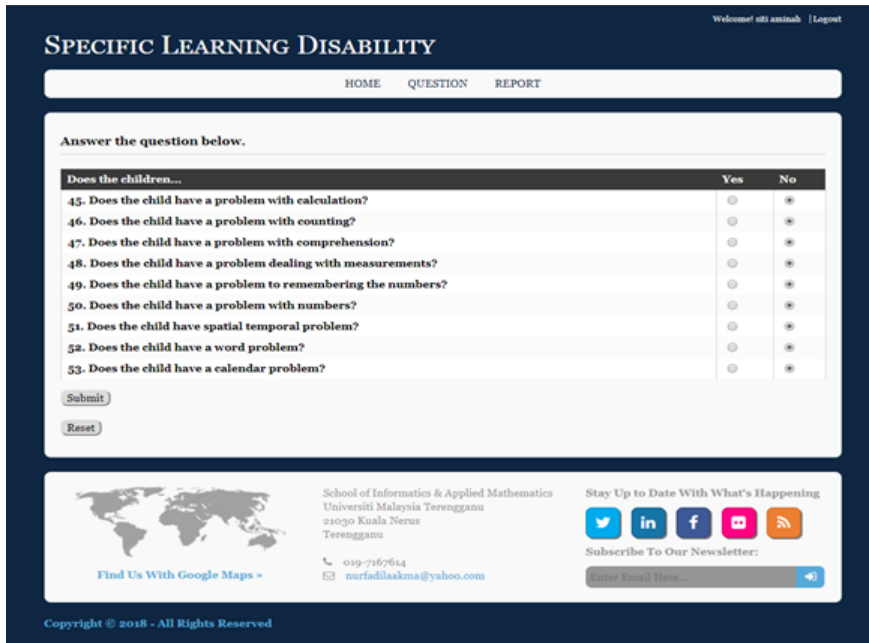 Welcome! siti aminah | Logout
SPECIFIC LEARNING DISABILITY
HOME QUESTION REPORT
Answer the question below.
Does the children... Yes No
45. Does the child have a problem with calculation?
46. Does the child have a problem with counting?
47. Does the child have a problem with comprehension?
48. Does the child have a problem dealing with measurements?
49. Does the child have a problem to remembering the numbers?
50. Does the child have a problem with numbers?
51. Does the child have spatial temporal problem?
52. Does the child have a word problem?
53. Does the child have a calendar problem?
Submit
Reset
School of Informatics & Applied Mathematics
Universiti Malaysia Terengganu
21030 Kuala Nerus
Terengganu
019-7167614
nurfadilaakma@yahoo.com
Find Us With Google Maps »
Stay Up to Date With What's Happening
in f
Subscribe To Our Newsletter:
Enter Email Here...
Copyright © 2018 - All Rights Reserved